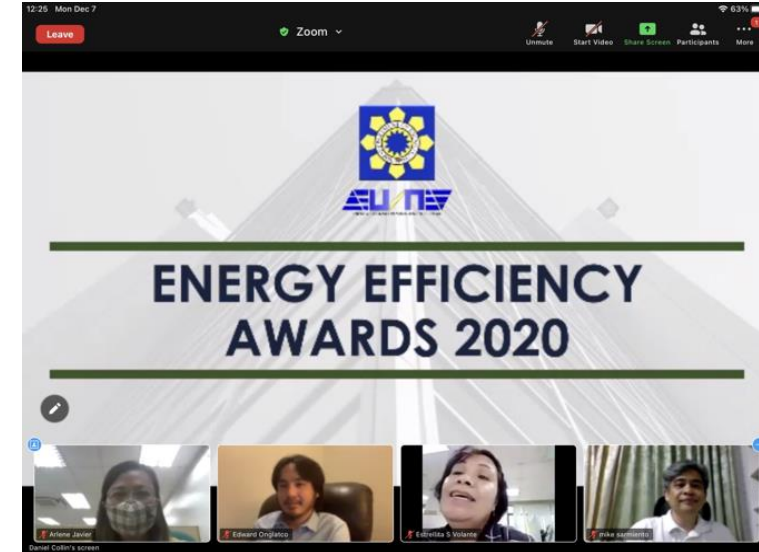 12:25 Mon Dec 7
63%
Leave
Zoom
Unmute
Start Video
Share Screen
Participants
More
ENERGY EFFICIENCY
AWARDS 2020
Arlene Javier
Edward Onglatco
Estrellita S Volante
mike sarmiento
Daniel Collin's screen